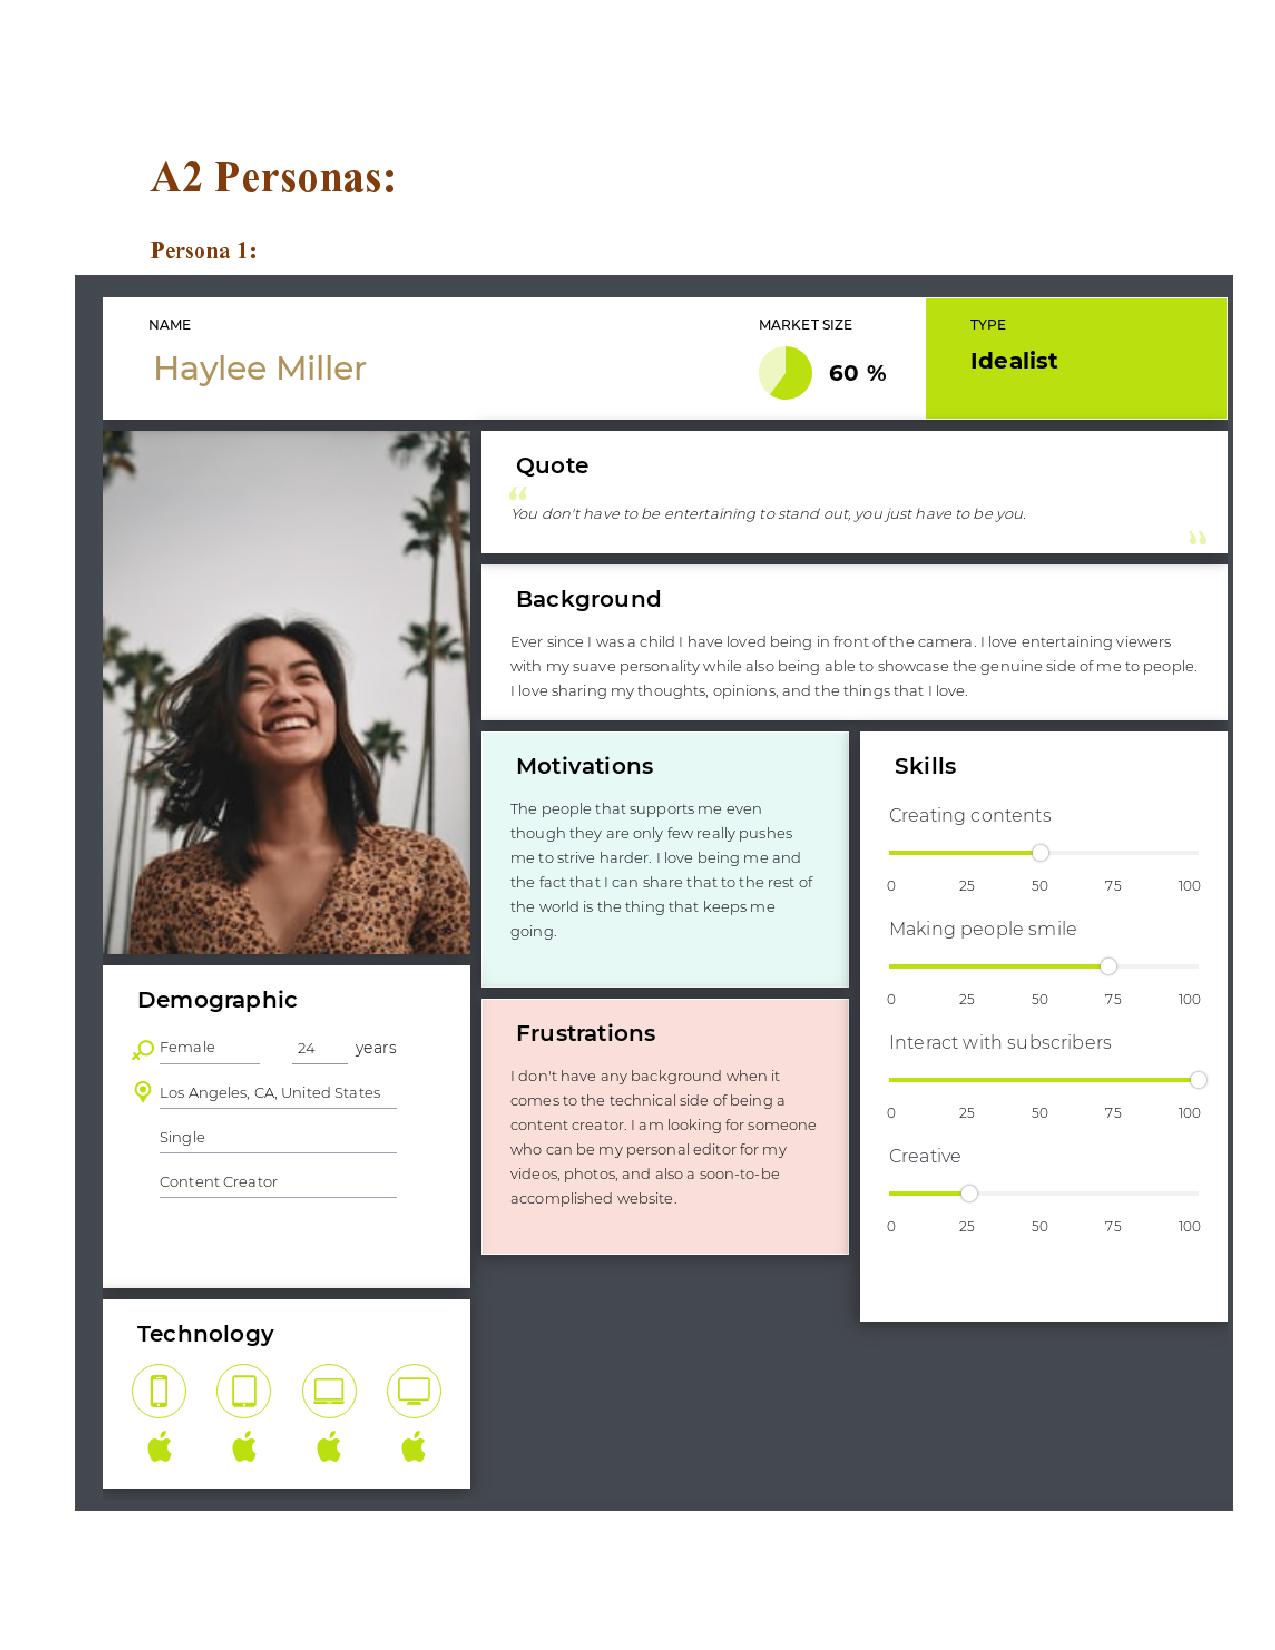 A2 Personas:
Persona 1:
NAME
Haylee Miller
MARKET SIZE
60 %
TYPE
Idealist
Quote
“
You don't have to be entertaining to stand out, you just have to be you.
”
Background
Ever since I was a child I have loved being in front of the camera. I love entertaining viewers
with my suave personality while also being able to showcase the genuine side of me to people.
I love sharing my thoughts, opinions, and the things that I love.
Motivations
The people that supports me even
though they are only few really pushes
me to strive harder. I love being me and
the fact that I can share that to the rest of
the world is the thing that keeps me
going.
Frustrations
I don't have any background when it
comes to the technical side of being a
content creator. I am looking for someone
who can be my personal editor for my
videos, photos, and also a soon-to-be
accomplished website.
Skills
Creating contents
0 25 50 75 100
Making people smile
0 25 50 75 100
Interact with subscribers
0 25 50 75 100
Creative
0 25 50 75 100
Demographic
Female 24 years
Los Angeles, CA, United States
Single
Content Creator
Technology